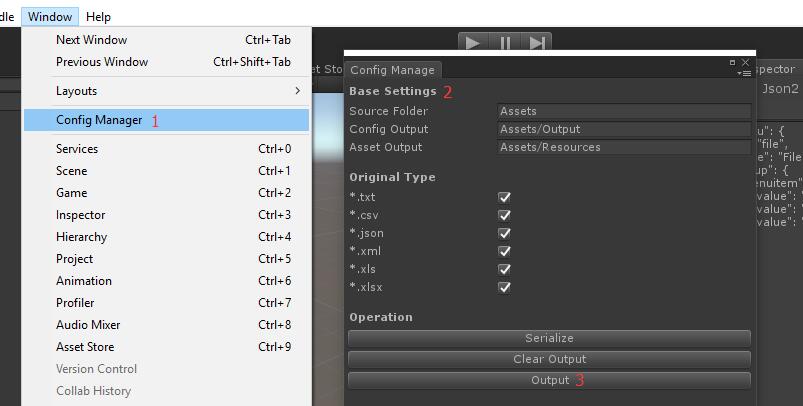 dle Window Help
Next Window Ctrl+Tab
Previous Window Ctrl+Shift+Tab
Layouts >
Config Manager 1
Services Ctrl+0
Scene Ctrl+1
Game Ctrl+2
Inspector Ctrl+3
Hierarchy Ctrl+4
Project Ctrl+5
Animation Ctrl+6
Profiler Ctrl+7
Audio Mixer Ctrl+8
Asset Store Ctrl+9
Version Control
Collab History
et Sto
Config Manage
Base Settings 2
Source Folder Assets
Config Output Assets/Output
Asset Output Assets/Resources
Original Type
*.txt
*.csv
*.json
*.xml
*.xls
*.xlsx
Operation
Serialize
Clear Output
Output 3
spector
Json2
u": {
"file",
e": "File
up": {
enuitem"
value": "
value": "
value": "